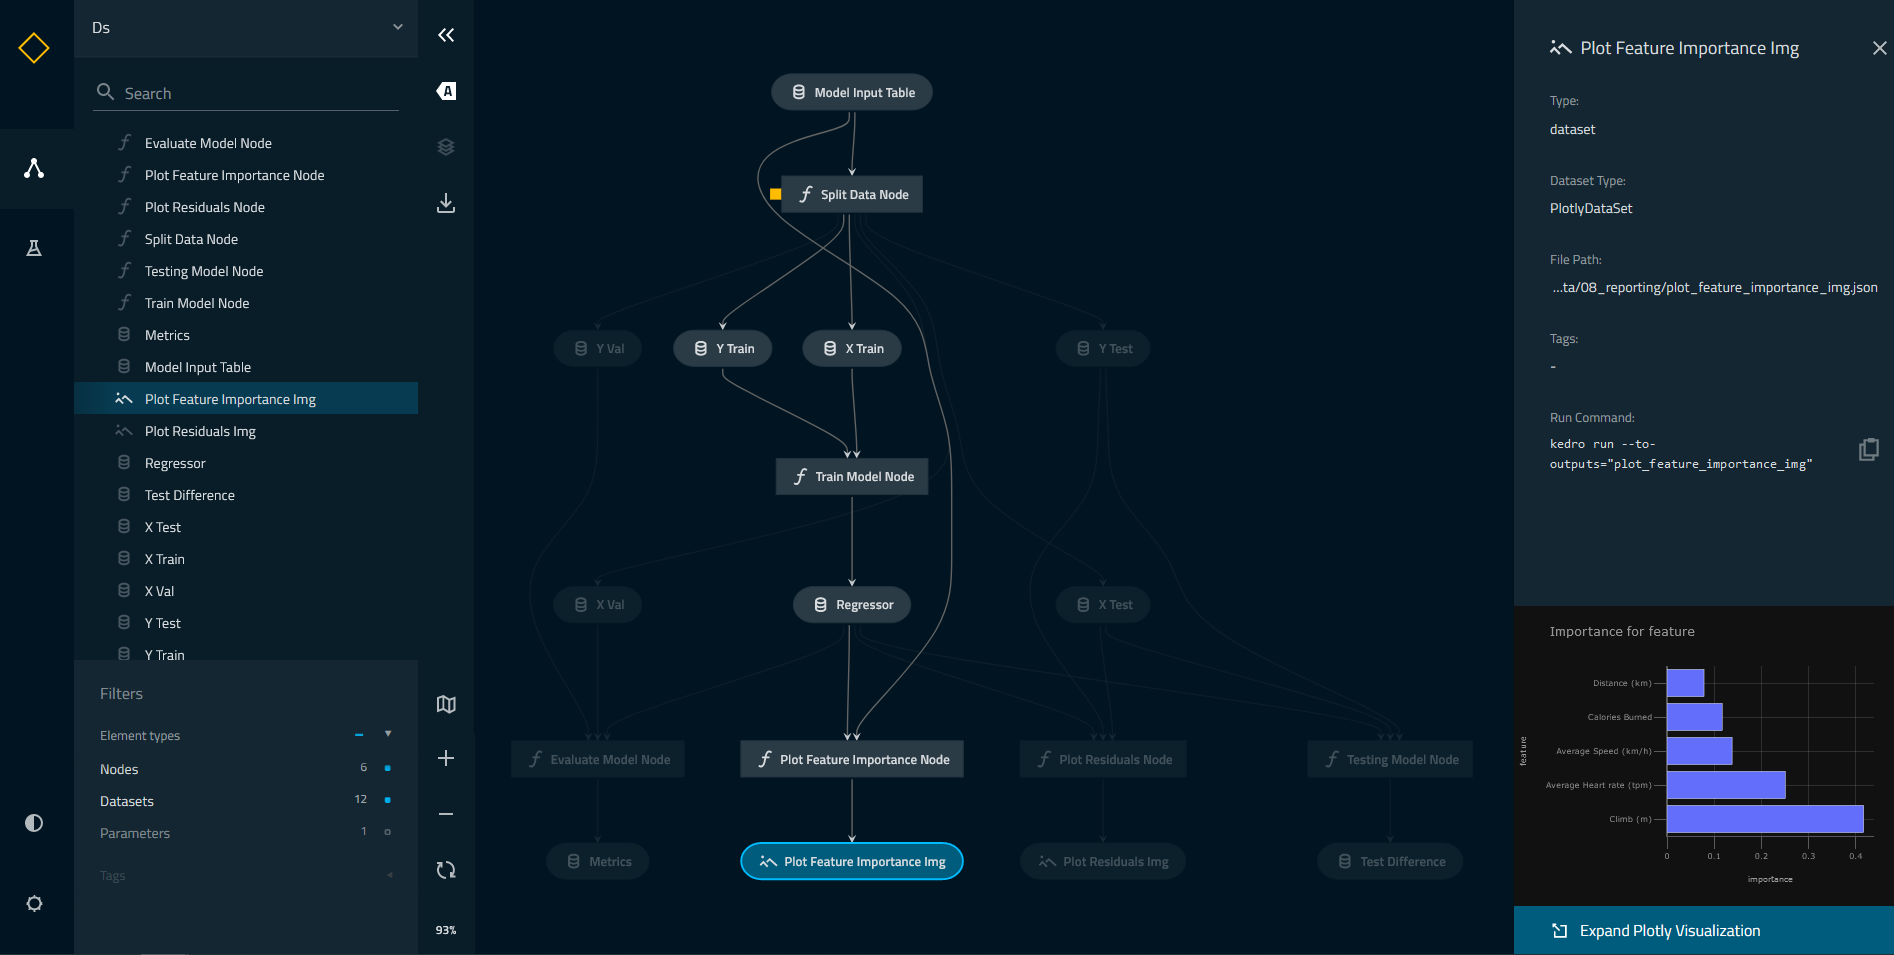 Ds
Search
Evaluate Model Node
Plot Feature Importance Node
Plot Residuals Node
Split Data Node
Testing Model Node
Train Model Node
Metrics
Model Input Table
Plot Feature Importance Img
Plot Residuals Img
Regressor
Test Difference
X Test
X Train
X Val
Y Test
Y Train
Filters
Element types
Nodes 6
Datasets 12
Parameters 1
Tags
A
93%
Model Input Table
Split Data Node
Y Val
Y Train
X Train
Y Test
Train Model Node
X Val
Regressor
X Test
Evaluate Model Node
Plot Feature Importance Node
Plot Residuals Node
Testing Model Node
Metrics
Plot Feature Importance Img
Plot Residuals Img
Test Difference
Plot Feature Importance Img
Type:
dataset
Dataset Type:
PlotlyDataSet
File Path:
...ta/08_reporting/plot_feature_importance_img.json
Tags:
-
Run Command:
kedro run --to-
outputs="plot_feature_importance_img"
Importance for feature
Distance (km)
Calories Burned
Average Speed (km/h)
Average Heart rate (tpm)
Climb (m)
feature
0 0.1 0.2 0.3 0.4
importance
Expand Plotly Visualization